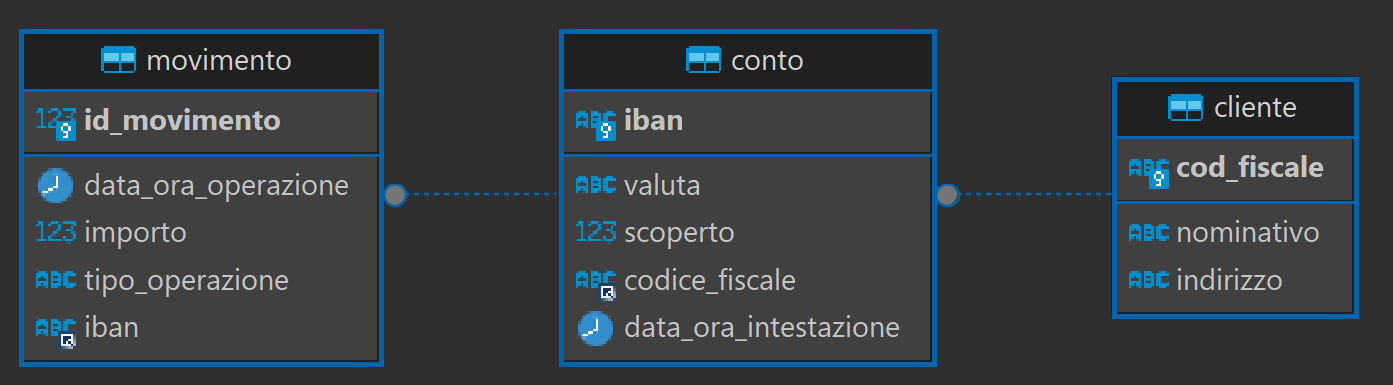 movimento
123 id_movimento
data_ora_operazione
123 importo
ABC tipo_operazione
ABC iban
conto
ABC iban
ABC valuta
123 scoperto
ABC codice_fiscale
data_ora_intestazione
cliente
ABC cod_fiscale
ABC nominativo
ABC indirizzo